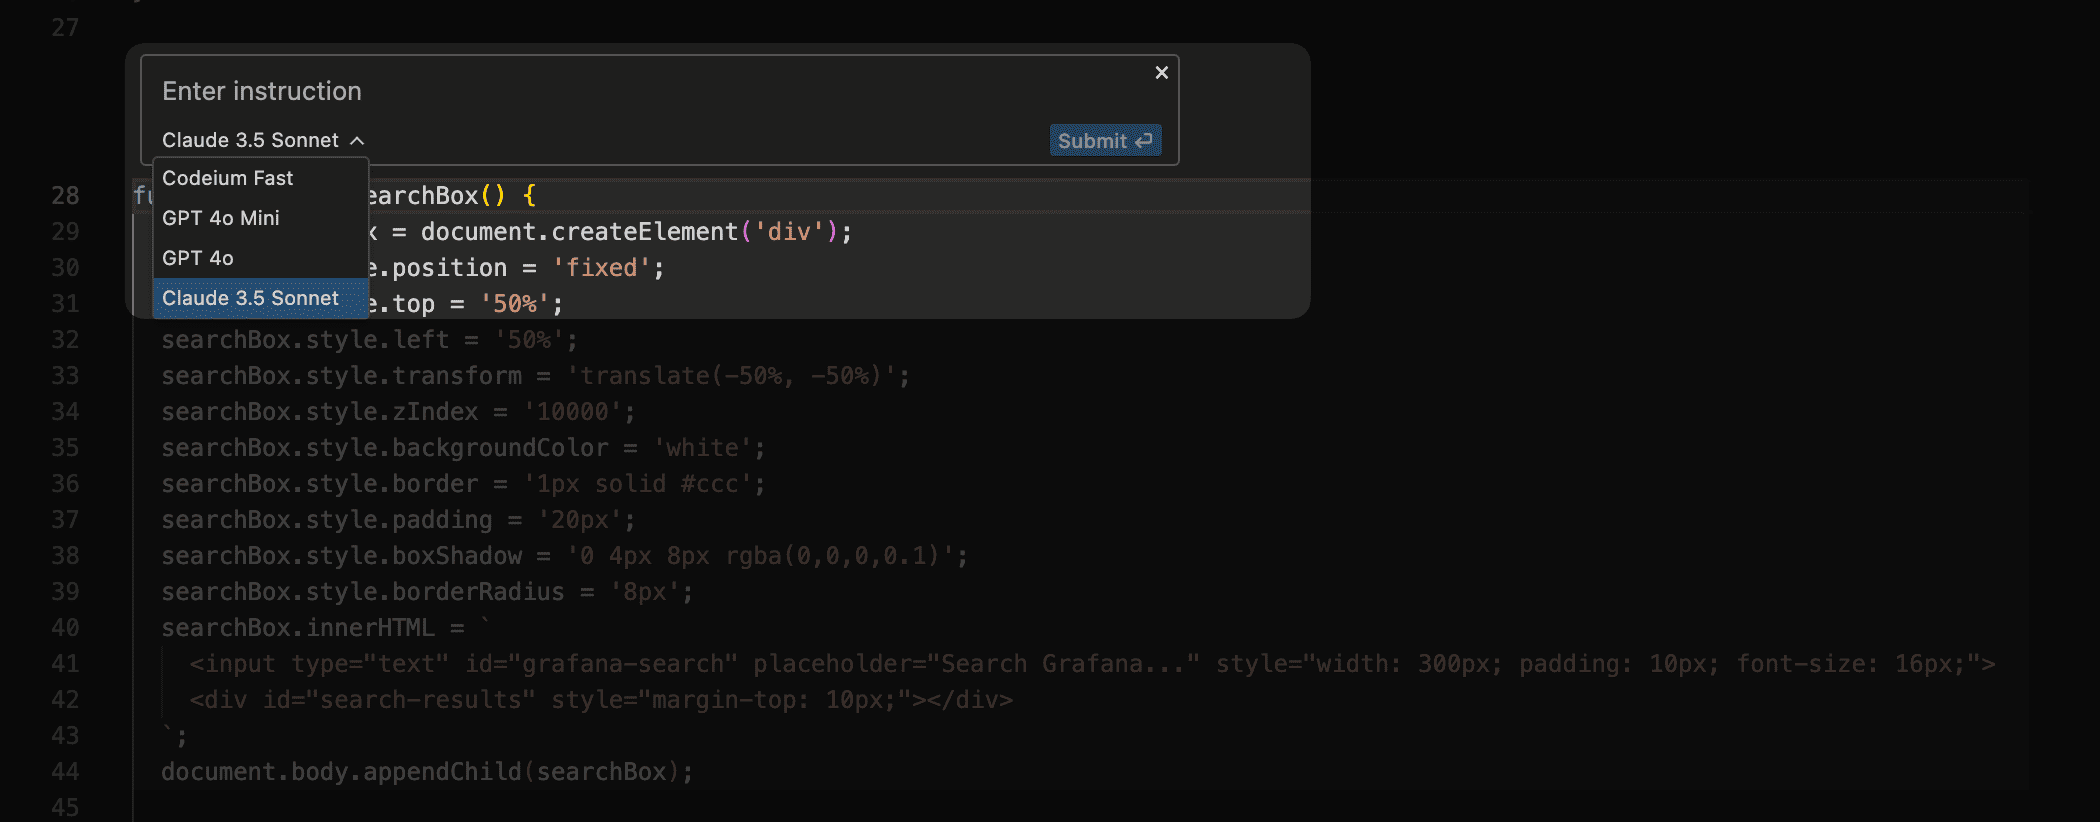 27
Enter instruction ×
Claude 3.5 Sonnet Submit
Codeium Fast
GPT 4o Mini
GPT 4o
Claude 3.5 Sonnet
28 fu earchBox() {
29 x = document.createElement('div');
30 e.position = 'fixed';
31 e.top = '50%';
32 searchBox.style.left = '50%';
33 searchBox.style.transform = 'translate(-50%, -50%)';
34 searchBox.style.zIndex = '10000';
35 searchBox.style.backgroundColor = 'white';
36 searchBox.style.border = '1px solid #ccc';
37 searchBox.style.padding = '20px';
38 searchBox.style.boxShadow = '0 4px 8px rgba(0,0,0,0.1)';
39 searchBox.style.borderRadius = '8px';
40 searchBox.innerHTML = `
41 <input type="text" id="grafana-search" placeholder="Search Grafana..." style="width: 300px; padding: 10px; font-size: 16px;">
42 <div id="search-results" style="margin-top: 10px;"></div>
43 `;
44 document.body.appendChild(searchBox);
45